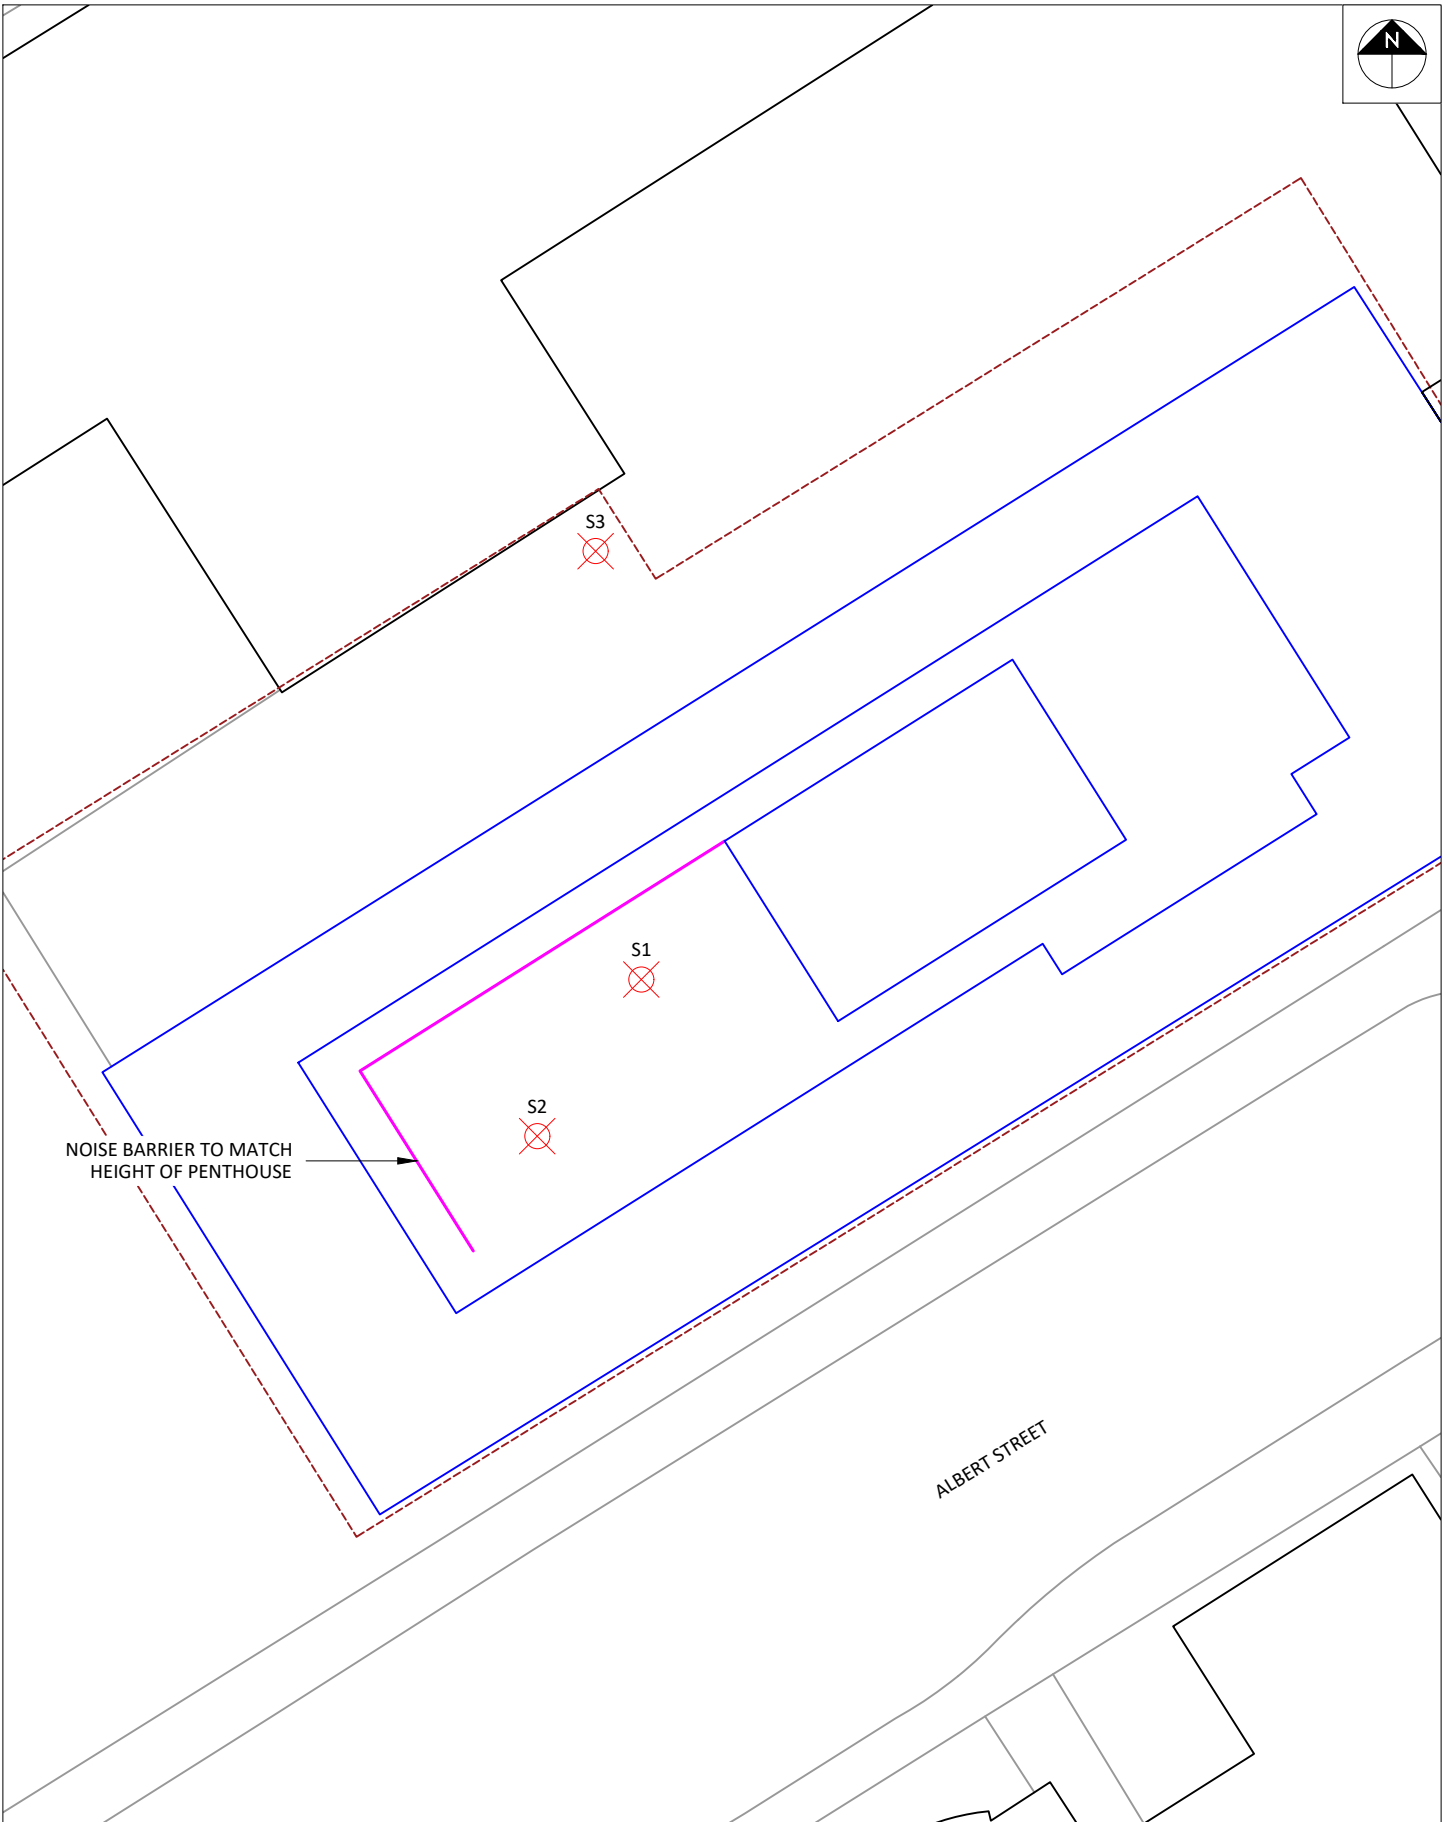 N
S3
S1
S2
NOISE BARRIER TO MATCH
HEIGHT OF PENTHOUSE
ALBERT STREET